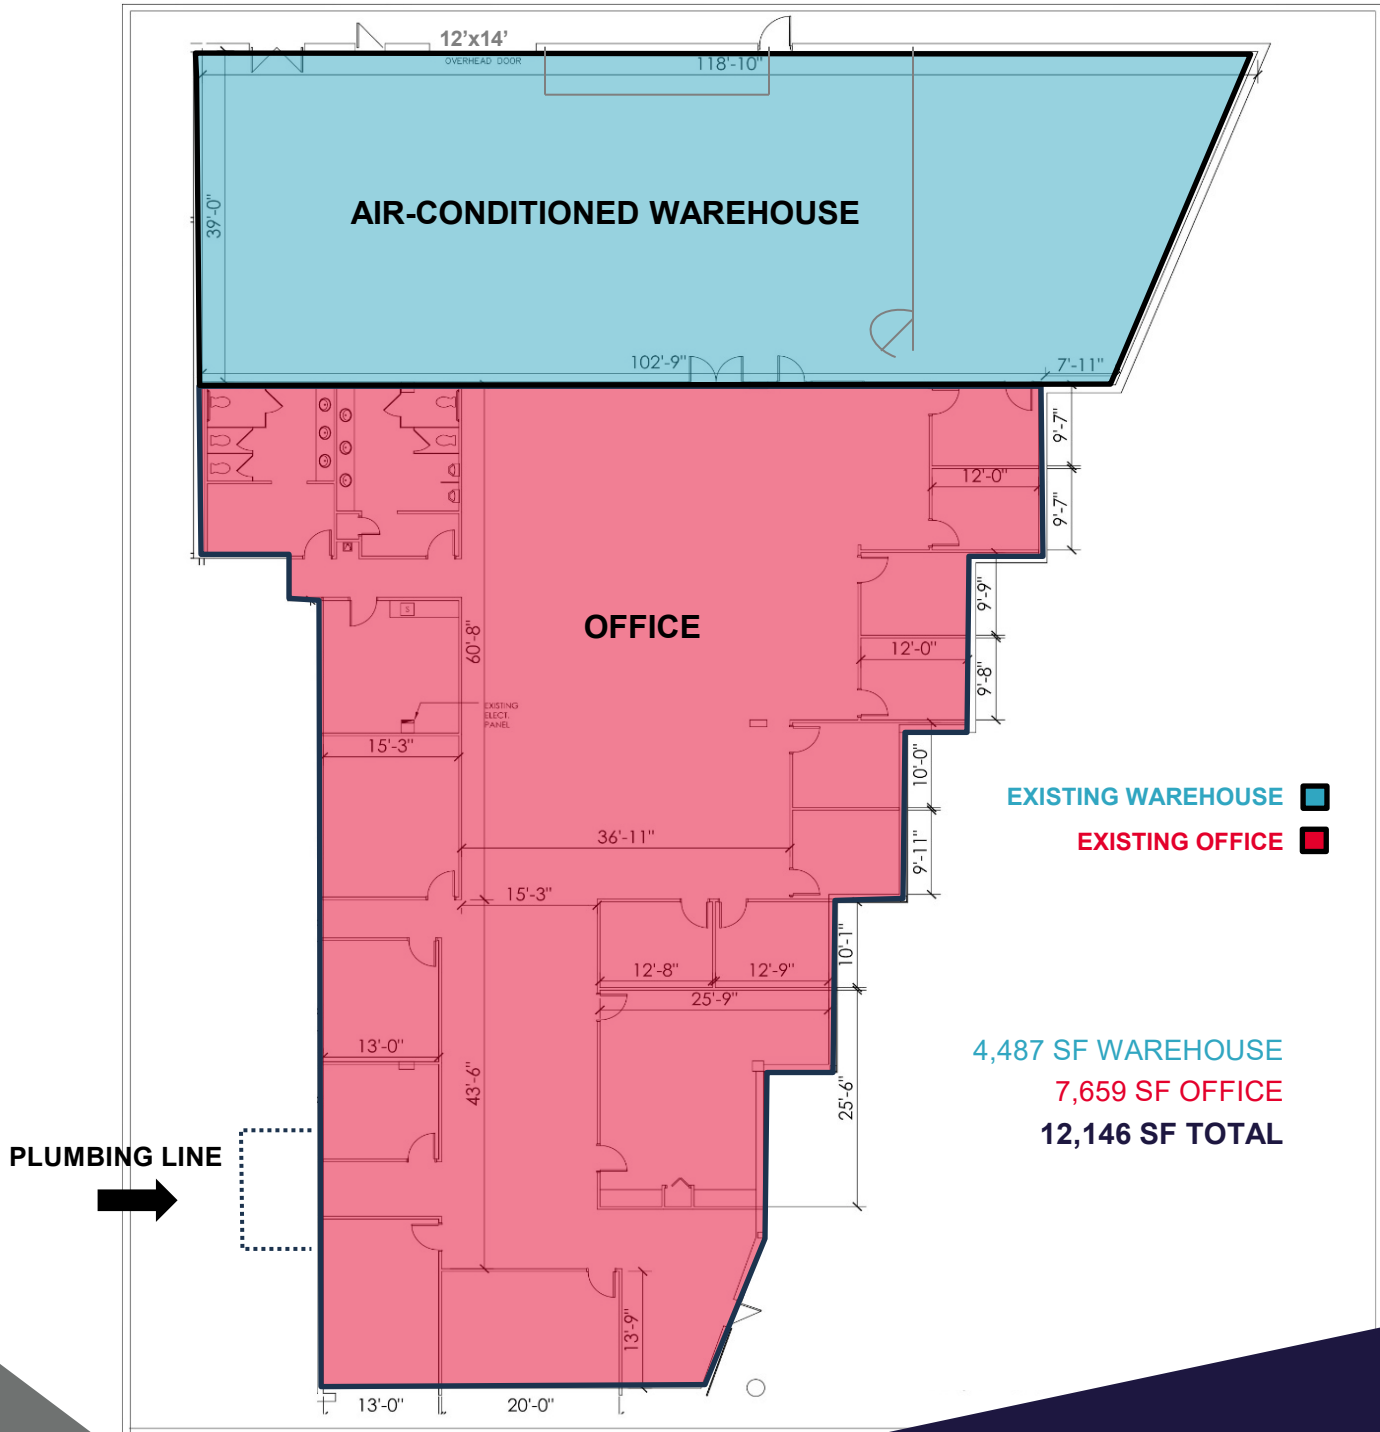 12'x14'
OVERHEAD DOOR
118'-10"
39'-0"
AIR-CONDITIONED WAREHOUSE
102'-9"
7'-11"
9'-7"
12'-0"
9'-7"
OFFICE
60'-8"
9'-9"
12'-0"
9'-8"
S
EXISTING
ELECT.
PANEL
15'-3"
10'-0"
EXISTING WAREHOUSE
EXISTING OFFICE
36'-11"
9'-11"
15'-3"
10'-1"
12'-8"
12'-9"
25'-9"
13'-0"
43'-6"
25'-6"
4,487 SF WAREHOUSE
7,659 SF OFFICE
12,146 SF TOTAL
PLUMBING LINE
13'-9"
13'-0"
20'-0"